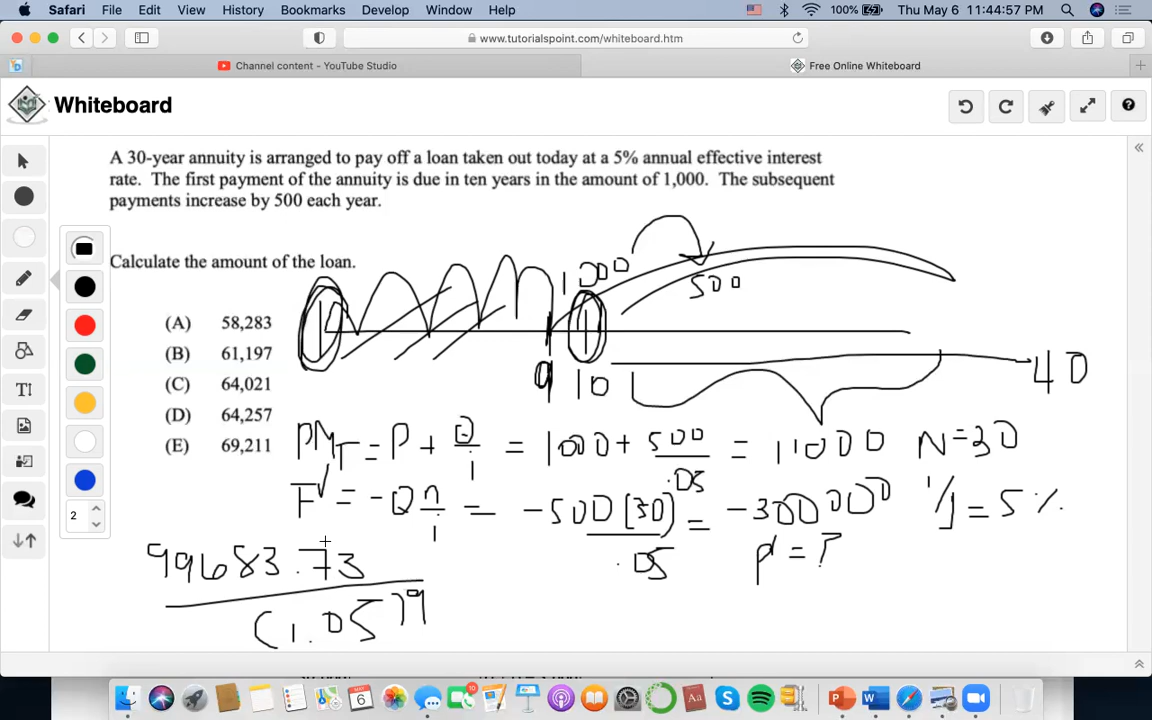 Safari File Edit View History Bookmarks Develop Window Help 100% Thu May 6 11:44:57 PM
www.tutorialspoint.com/whiteboard.htm
Channel content - YouTube Studio Free Online Whiteboard
Whiteboard
A 30-year annuity is arranged to pay off a loan taken out today at a 5% annual effective interest
rate. The first payment of the annuity is due in ten years in the amount of 1,000. The subsequent
payments increase by 500 each year.
Calculate the amount of the loan.
1000
500
(A) 58,283
(B) 61,197
(C) 64,021
(D) 64,257
(E) 69,211
9 10 40
PMT = P + Q/i = 1000 + 500/.05 = 11000 N = 30
FV = -Qn/i = -500(30)/.05 = -300000 I/Y = 5%
PV = ?
99683.73
(1.05)9
2
10